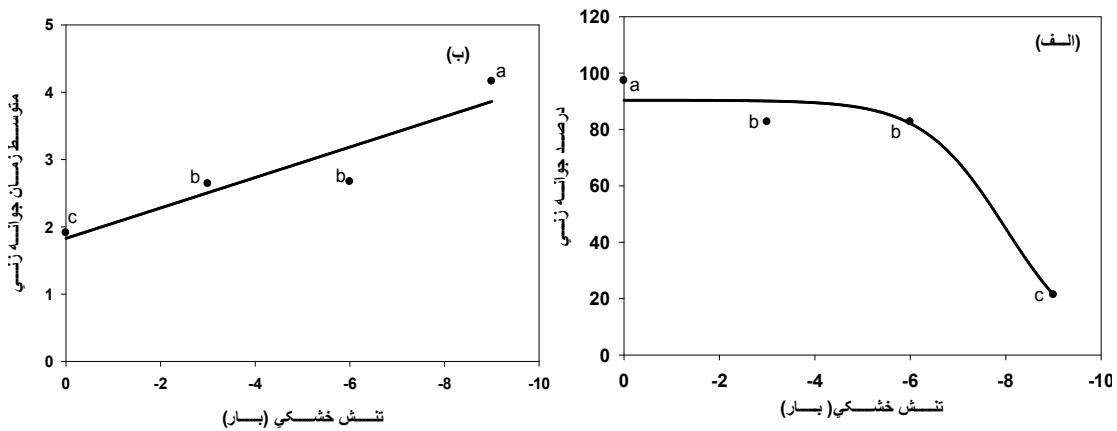 (ب)
متوسط زمان جوانه زني
5
4
3
2
1
0
a
b
b
c
0 -2 -4 -6 -8 -10
تنش خشكي (بار)
(الف)
درصد جوانه زني
120
100
80
60
40
20
0
a
b
b
c
0 -2 -4 -6 -8 -10
تنش خشكي( بار)